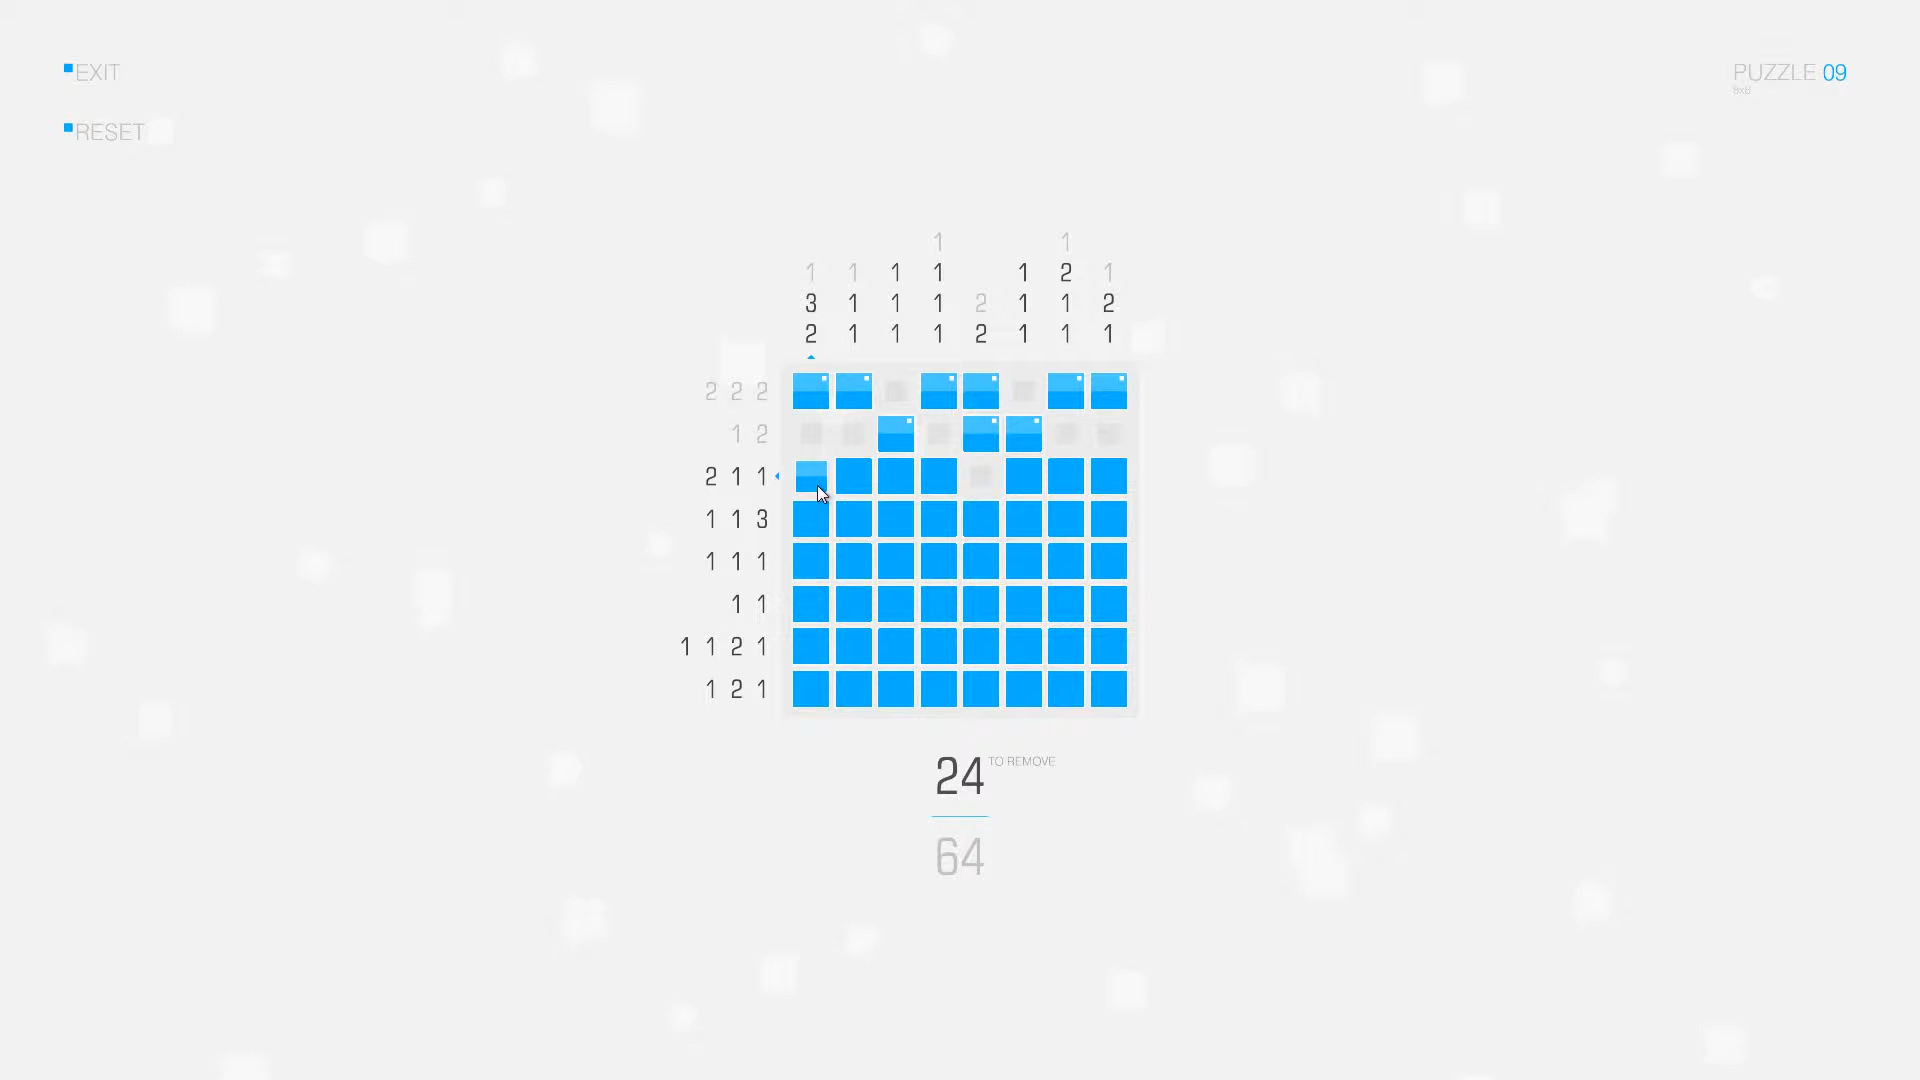 EXIT
PUZZLE 09
8x8
RESET
1 1
1 1 1 1 1 2 1
3 1 1 1 2 1 1 2
2 1 1 1 2 1 1 1
2 2 2
1 2
2 1 1
1 1 3
1 1 1
1 1
1 1 2 1
1 2 1
24 TO REMOVE
64